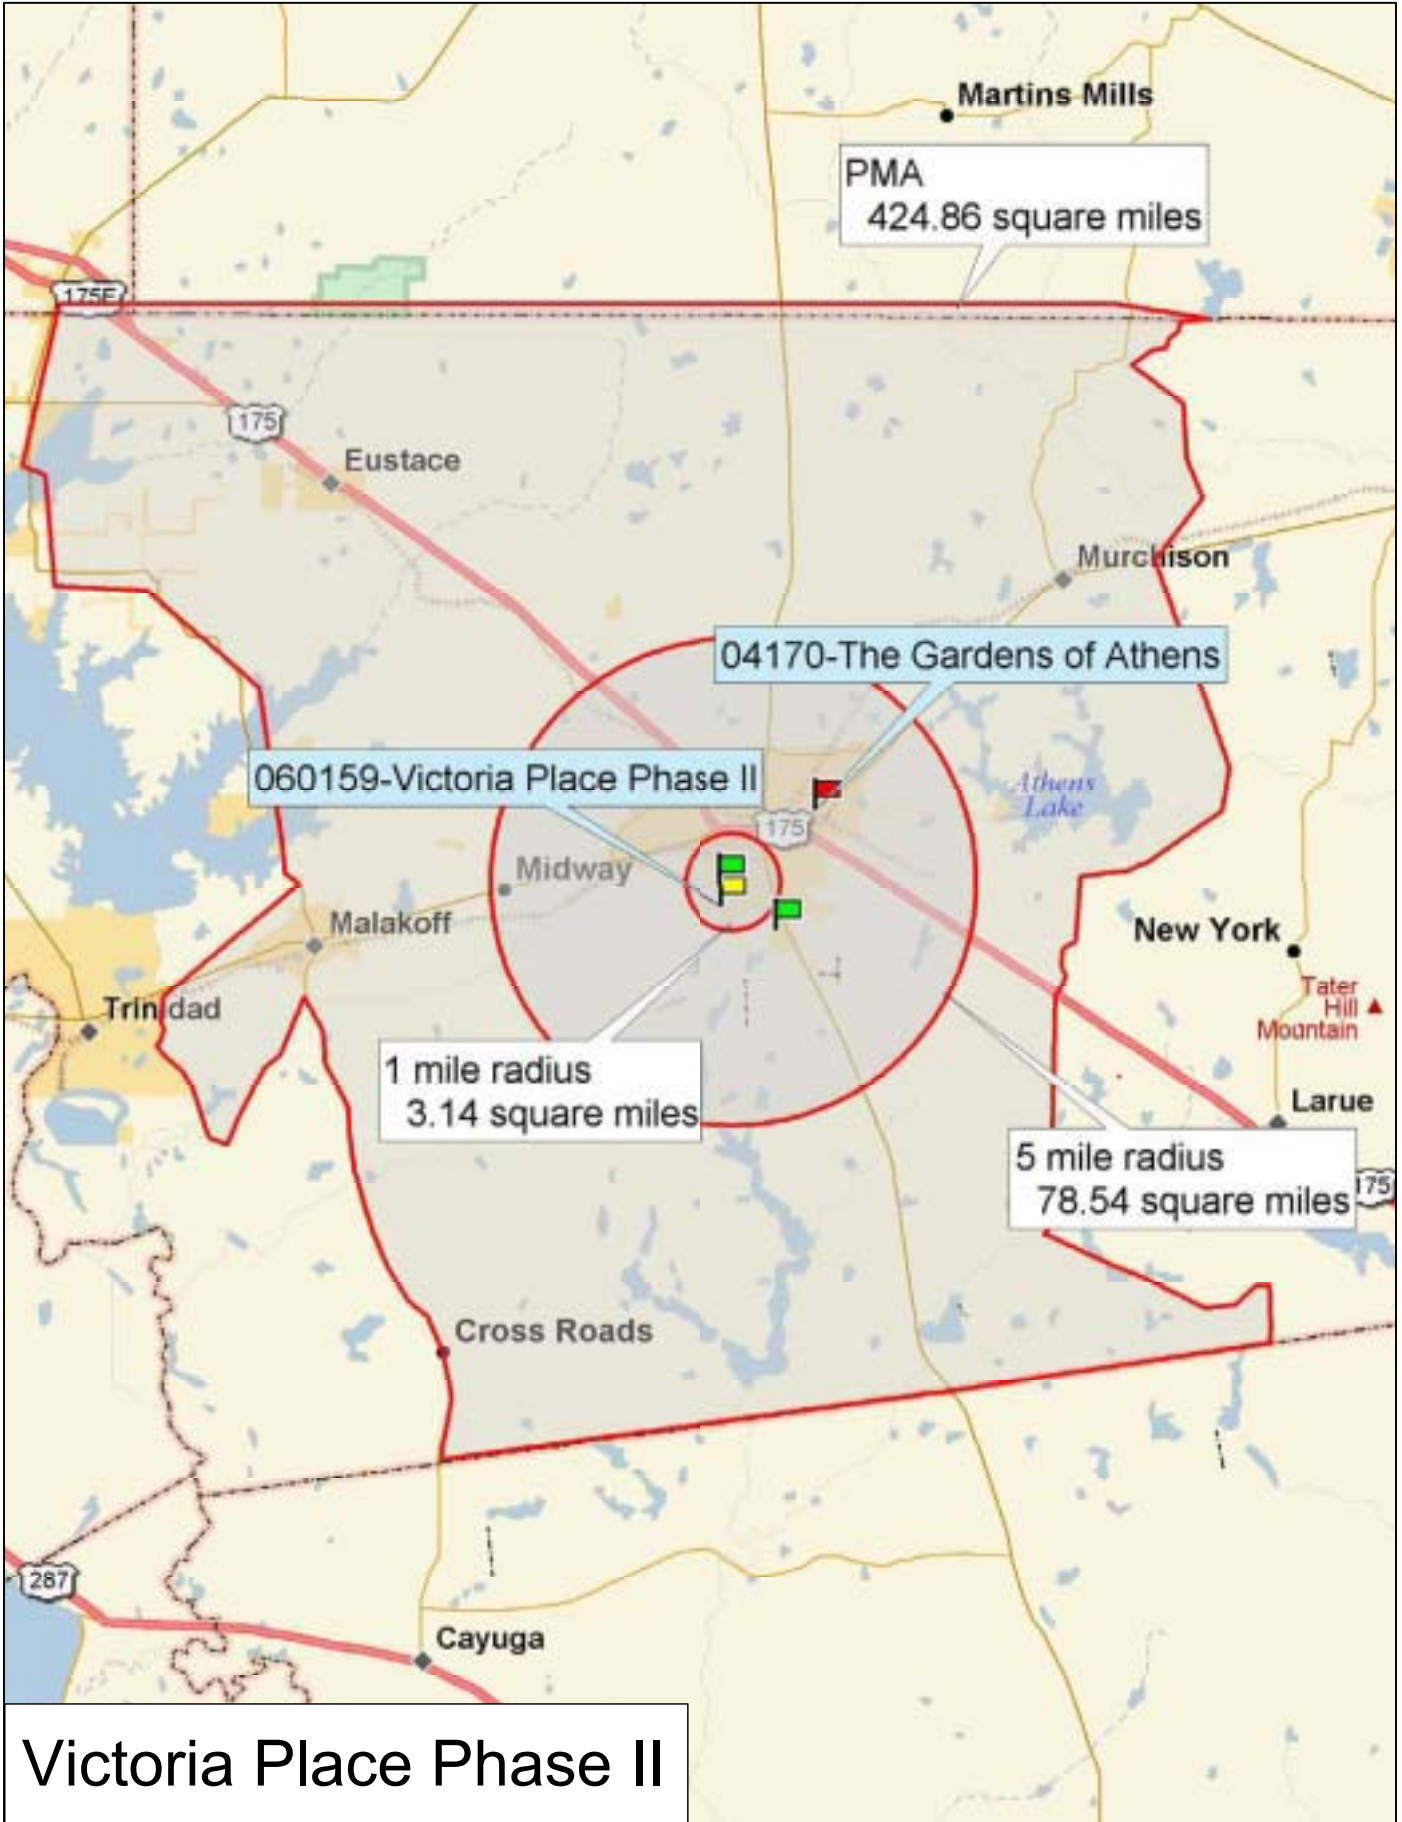 Martins Mills
PMA
424.86 square miles
175F
175
Eustace
Murchison
04170-The Gardens of Athens
060159-Victoria Place Phase II
Athens
Lake
175
Midway
Malakoff
New York
Trinidad
Tater
Hill
Mountain
1 mile radius
3.14 square miles
Larue
5 mile radius
78.54 square miles
175
Cross Roads
287
Cayuga
Victoria Place Phase II